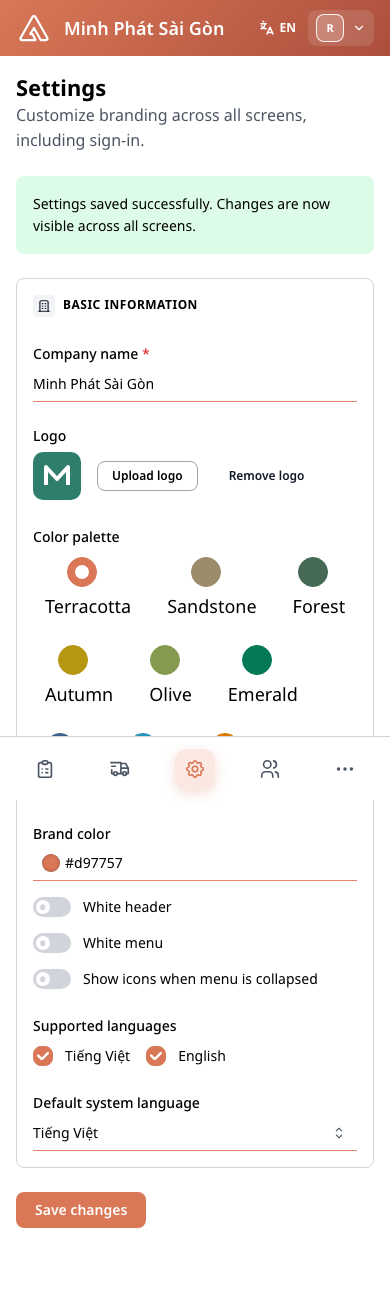 Minh Phát Sài Gòn
EN
R
Settings
Customize branding across all screens,
including sign-in.
Settings saved successfully. Changes are now
visible across all screens.
BASIC INFORMATION
Company name *
Minh Phát Sài Gòn
Logo
Upload logo
Remove logo
Color palette
Terracotta
Sandstone
Forest
Autumn
Olive
Emerald
Brand color
#d97757
White header
White menu
Show icons when menu is collapsed
Supported languages
Tiếng Việt
English
Default system language
Tiếng Việt
Save changes